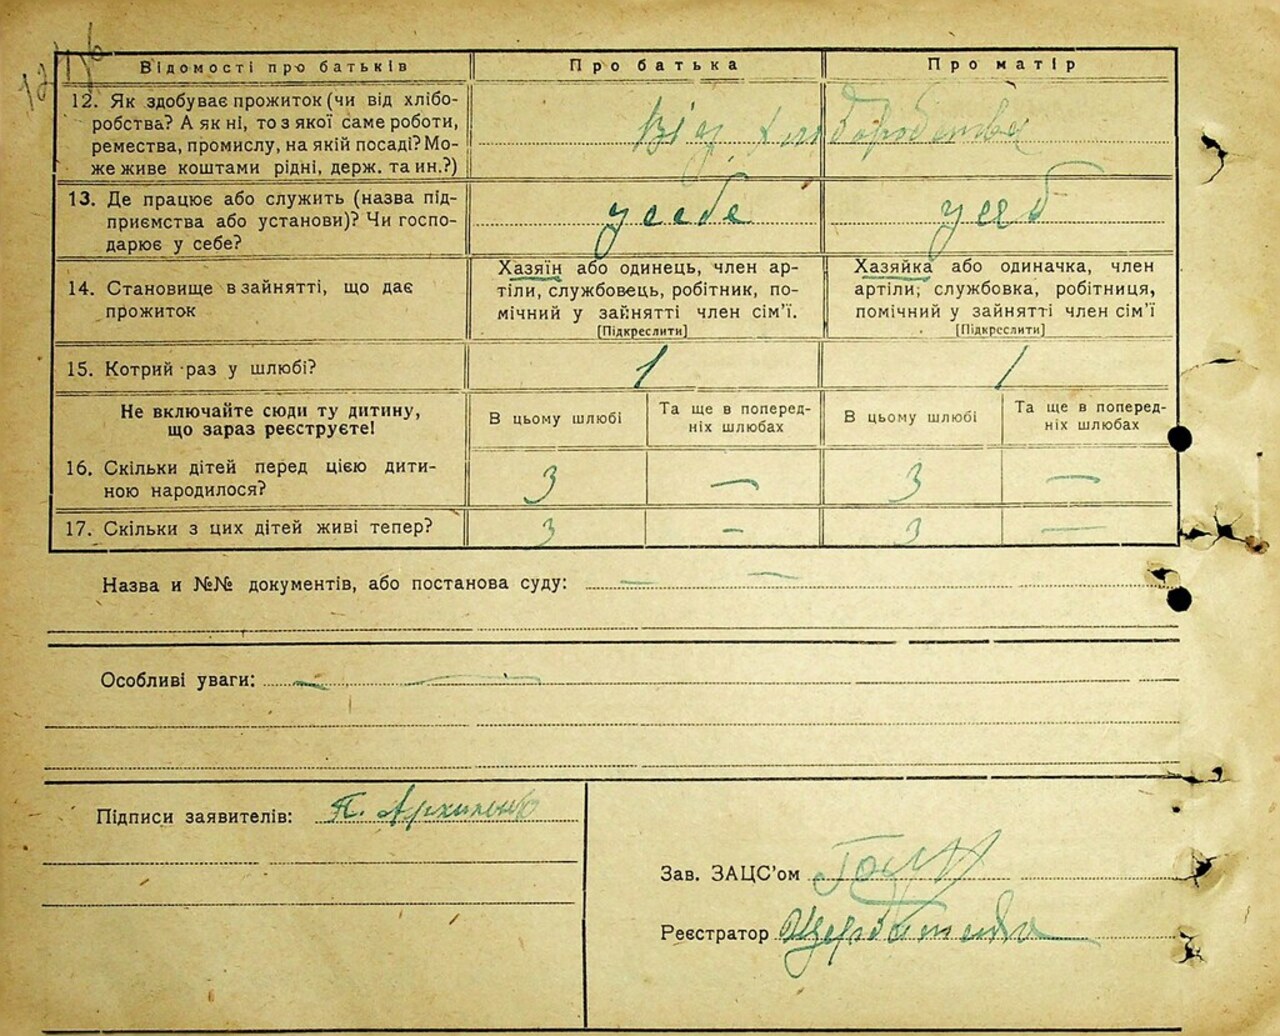 Відомості про батьків
Про батька
Про матір
12. Як здобуває прожиток (чи від хлібо-
робства? А як ні, то з якої саме роботи,
ремества, промислу, на якій посаді? Мо-
же живе коштами рідні, держ. та ин.?)
Від хліборобства
13. Де працює або служить (назва під-
приємства або установи)? Чи госпо-
дарює у себе?
у себе
у себ
14. Становище в зайнятті, що дає
прожиток
Хазяїн або одинець, член ар-
тіли, службовець, робітник, по-
мічний у зайнятті член сім'ї.
[Підкреслити]
Хазяйка або одиначка, член
артіли, службовка, робітниця,
помічний у зайнятті член сім'ї
[Підкреслити]
15. Котрий раз у шлюбі?
1
1
Не включайте сюди ту дитину,
що зараз реєструєте!
В цьому шлюбі
Та ще в поперед-
ніх шлюбах
В цьому шлюбі
Та ще в поперед-
ніх шлюбах
16. Скільки дітей перед цією дити-
ною народилося?
3 — 3 —
17. Скільки з цих дітей живі тепер?
3 - 3 —
Назва и №№ документів, або постанова суду: — —
Особливі уваги: — —
Підписи заявителів: П. Архипенко
Зав. ЗАЦС'ом
Реєстратор